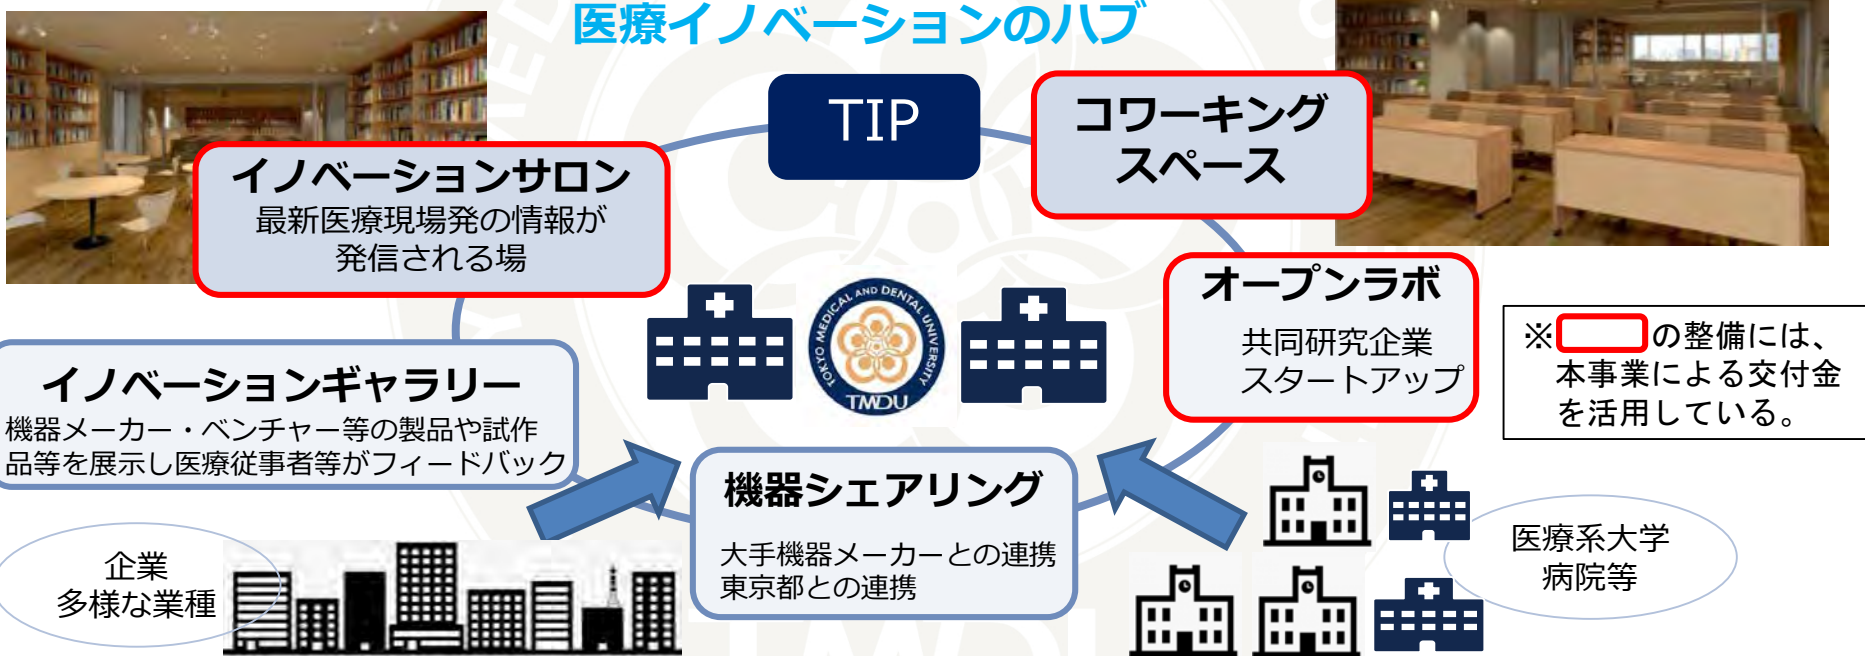 医療イノベーションのハブ
TIP
コワーキング
スペース
イノベーションサロン
最新医療現場発の情報が
発信される場
オープンラボ
共同研究企業
スタートアップ
※ の整備には、
本事業による交付金
を活用している。
TOKYO MEDICAL AND DENTAL UNIVERSITY
TMDU
イノベーションギャラリー
機器メーカー・ベンチャー等の製品や試作
品等を展示し医療従事者等がフィードバック
機器シェアリング
大手機器メーカーとの連携
東京都との連携
企業
多様な業種
医療系大学
病院等